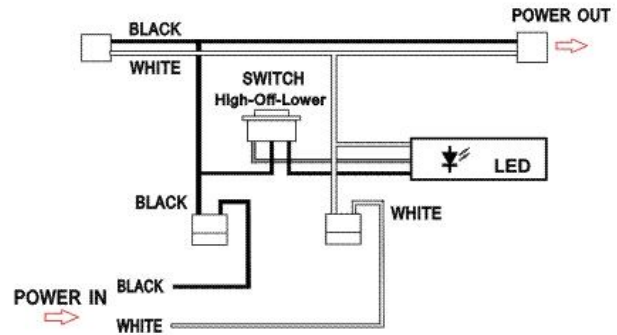 BLACK
POWER OUT
WHITE
SWITCH
High-Off-Lower
LED
BLACK
WHITE
BLACK
POWER IN
WHITE